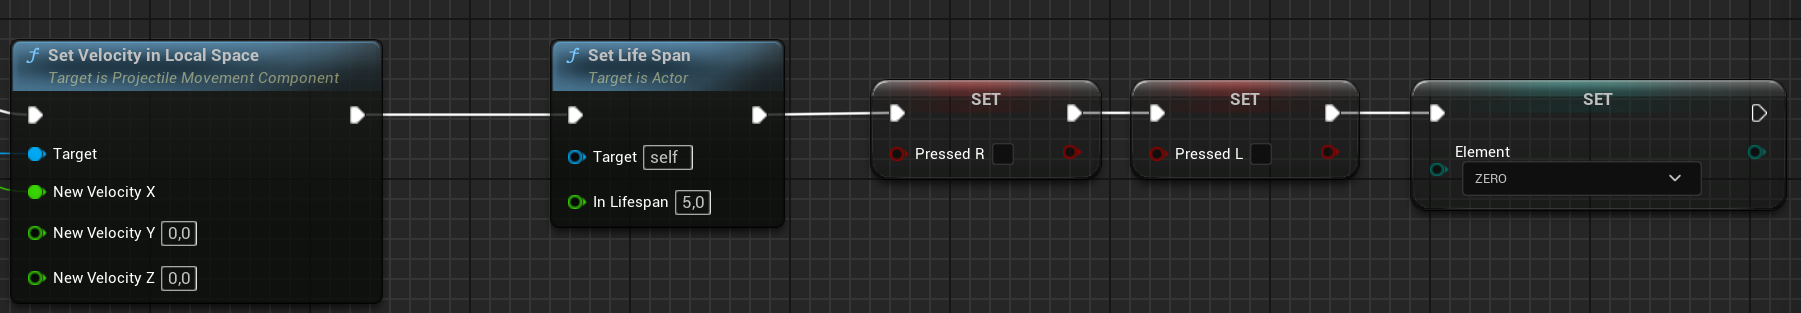 Set Velocity in Local Space
Target is Projectile Movement Component
Target
New Velocity X
New Velocity Y 0,0
New Velocity Z 0,0
Set Life Span
Target is Actor
Target self
In Lifespan 5,0
SET
Pressed R
SET
Pressed L
SET
Element
ZERO